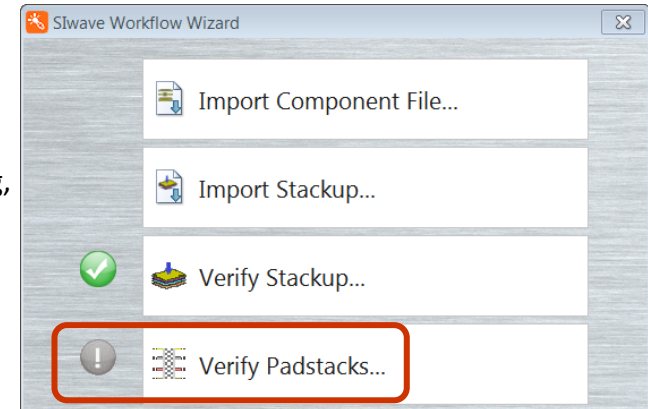 SIwave Workflow Wizard
Import Component File...
Import Stackup...
Verify Stackup...
Verify Padstacks...